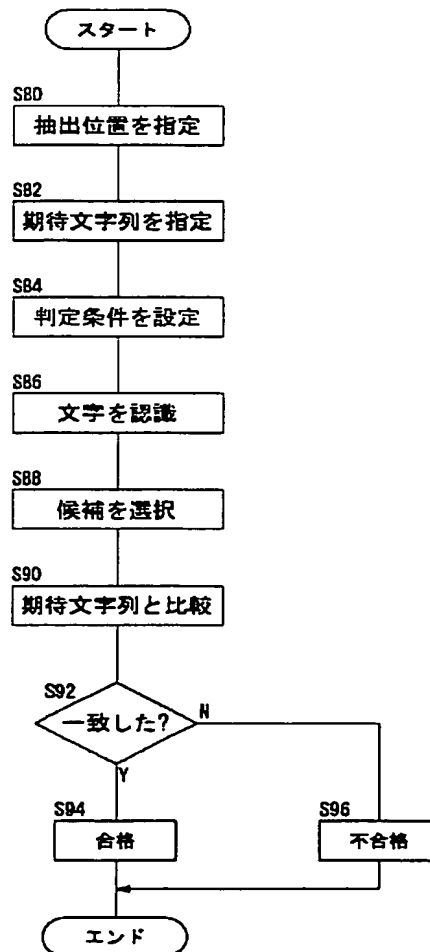 スタート
S80
抽出位置を指定
S82
期待文字列を指定
S84
判定条件を設定
S86
文字を認識
S88
候補を選択
S90
期待文字列と比較
S92
一致した?
N
Y
S94
合格
S96
不合格
エンド